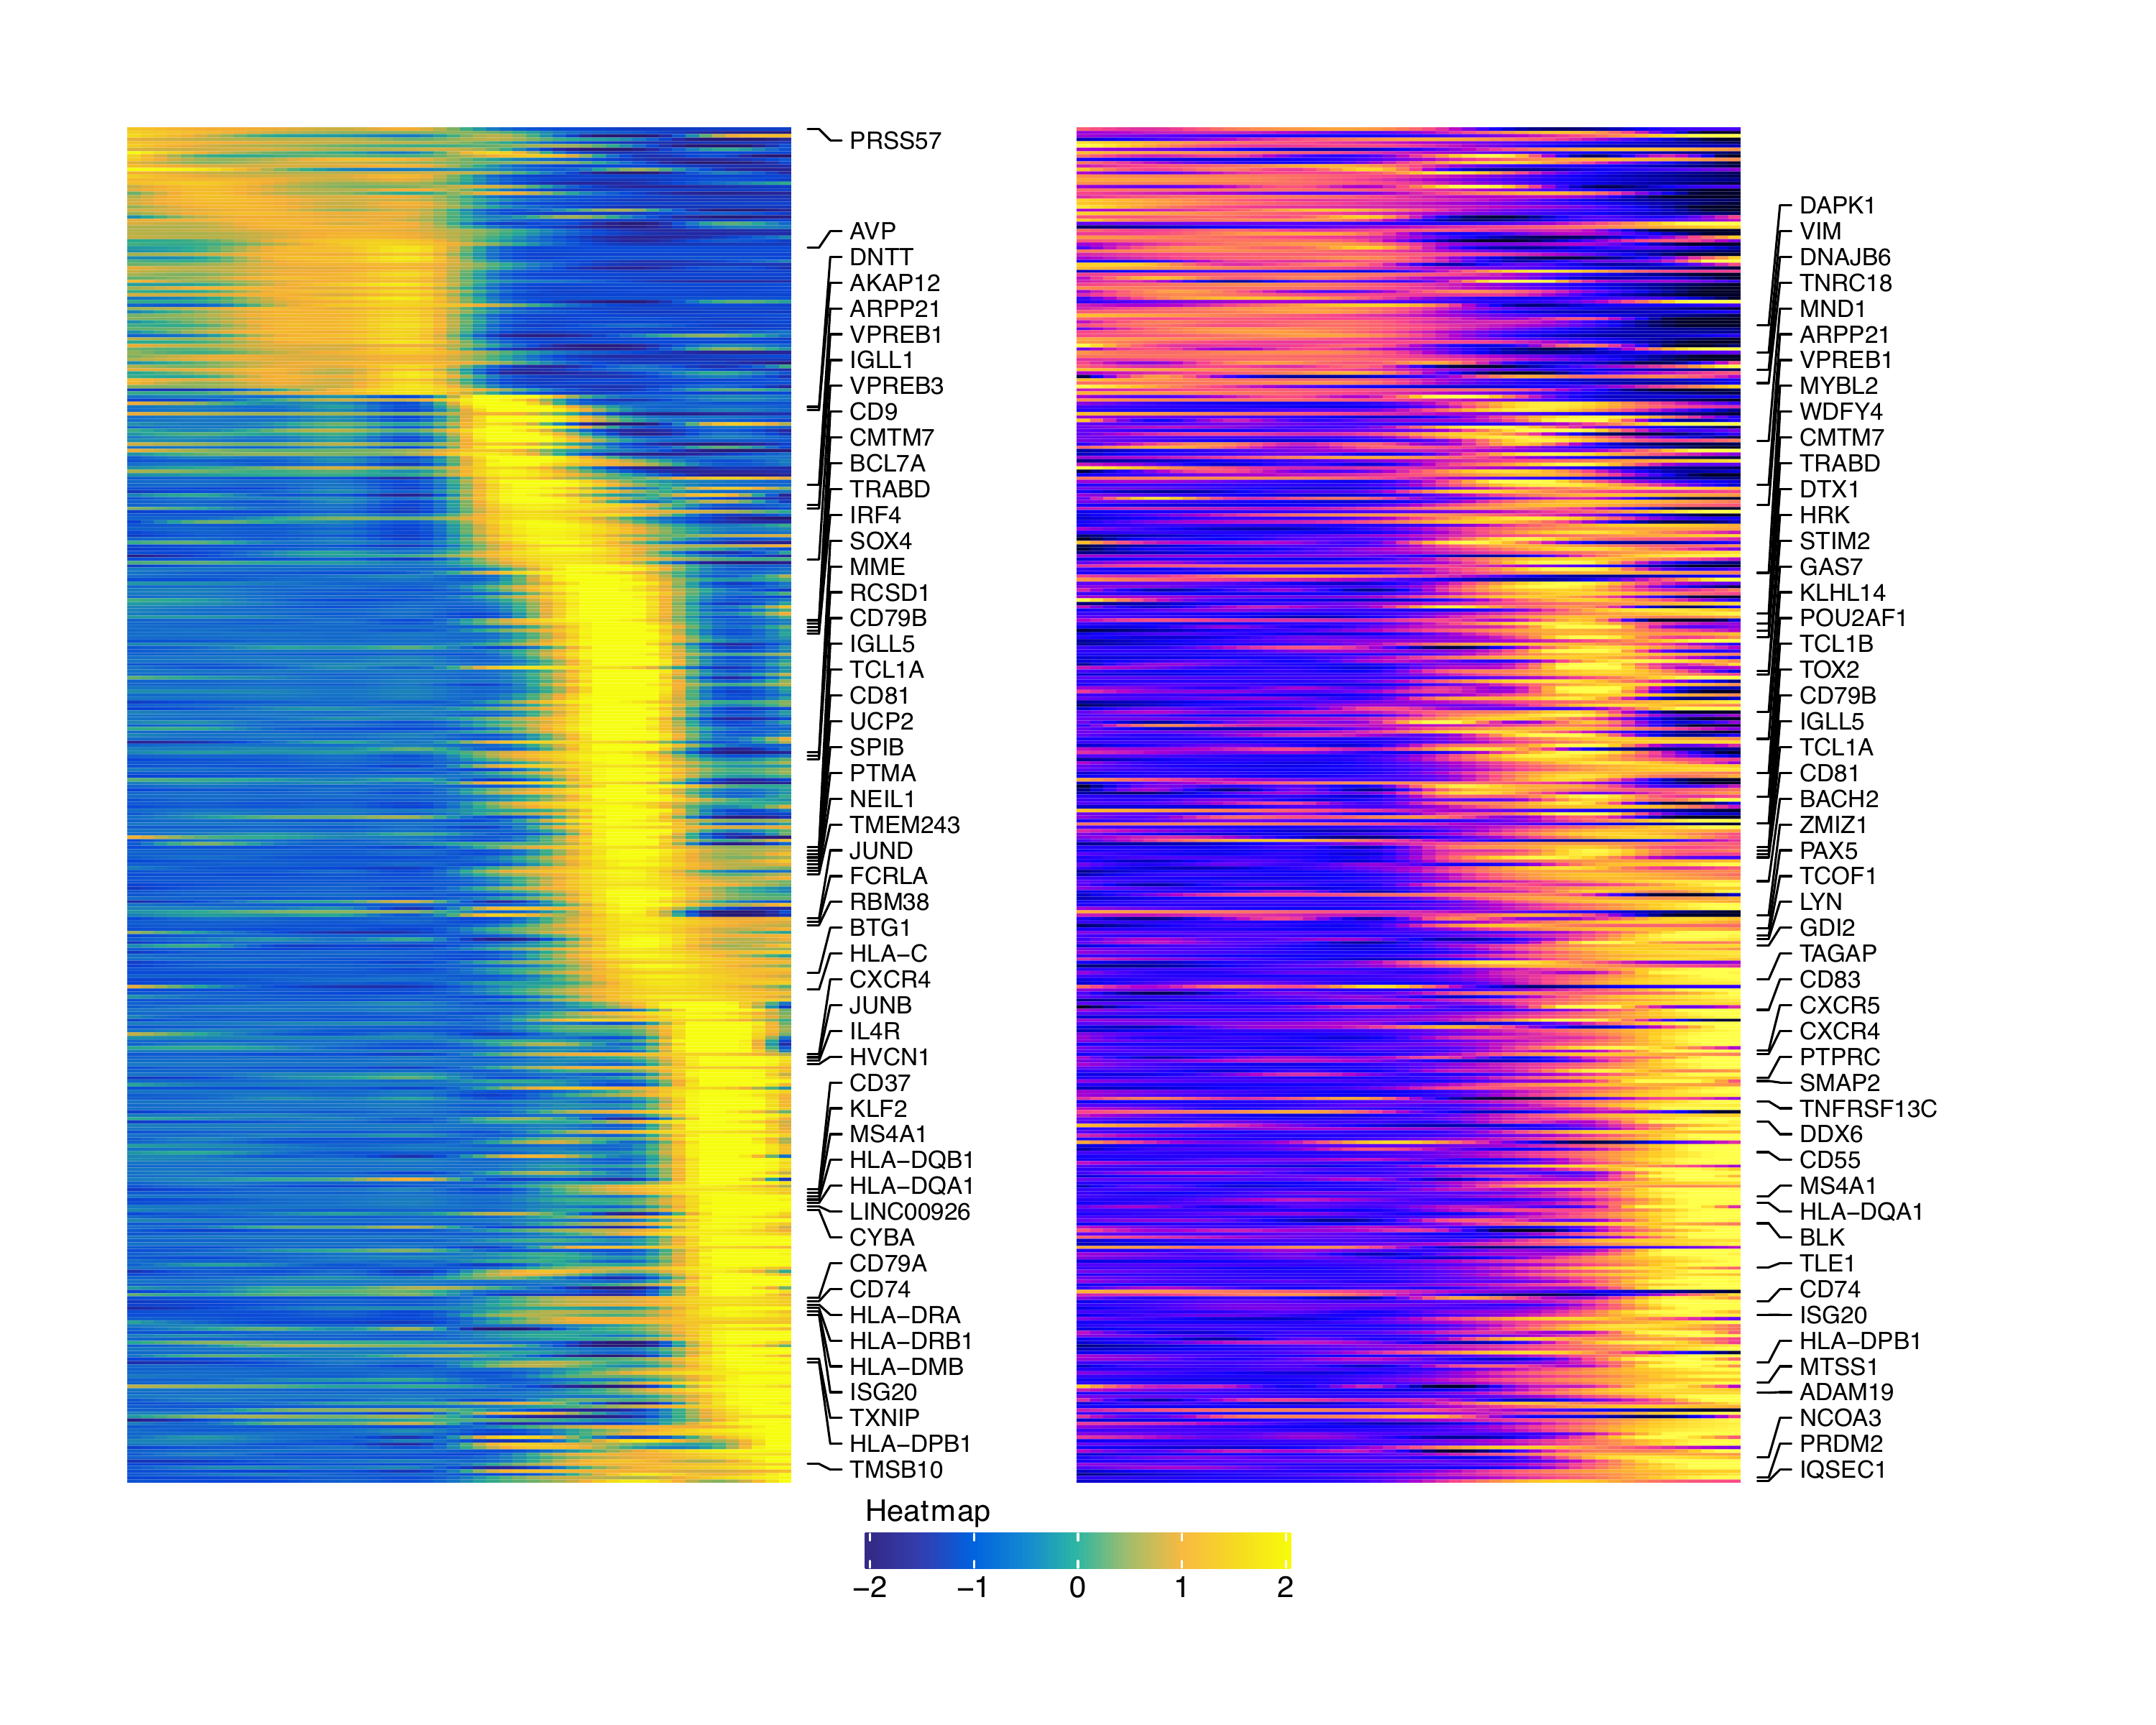 PRSS57
AVP
DNTT
AKAP12
ARPP21
VPREB1
IGLL1
VPREB3
CD9
CMTM7
BCL7A
TRABD
IRF4
SOX4
MME
RCSD1
CD79B
IGLL5
TCL1A
CD81
UCP2
SPIB
PTMA
NEIL1
TMEM243
JUND
FCRLA
RBM38
BTG1
HLA−C
CXCR4
JUNB
IL4R
HVCN1
CD37
KLF2
MS4A1
HLA−DQB1
HLA−DQA1
LINC00926
CYBA
CD79A
CD74
HLA−DRA
HLA−DRB1
HLA−DMB
ISG20
TXNIP
HLA−DPB1
TMSB10
DAPK1
VIM
DNAJB6
TNRC18
MND1
ARPP21
VPREB1
MYBL2
WDFY4
CMTM7
TRABD
DTX1
HRK
STIM2
GAS7
KLHL14
POU2AF1
TCL1B
TOX2
CD79B
IGLL5
TCL1A
CD81
BACH2
ZMIZ1
PAX5
TCOF1
LYN
GDI2
TAGAP
CD83
CXCR5
CXCR4
PTPRC
SMAP2
TNFRSF13C
DDX6
CD55
MS4A1
HLA−DQA1
BLK
TLE1
CD74
ISG20
HLA−DPB1
MTSS1
ADAM19
NCOA3
PRDM2
IQSEC1
Heatmap
−2 −1 0 1 2